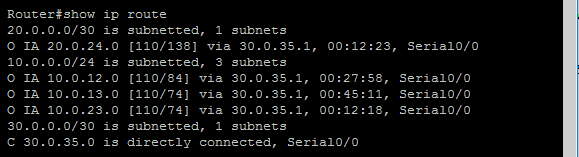 Router#show ip route
20.0.0.0/30 is subnetted, 1 subnets
O IA 20.0.24.0 [110/138] via 30.0.35.1, 00:12:23, Serial0/0
10.0.0.0/24 is subnetted, 3 subnets
O IA 10.0.12.0 [110/84] via 30.0.35.1, 00:27:58, Serial0/0
O IA 10.0.13.0 [110/74] via 30.0.35.1, 00:45:11, Serial0/0
O IA 10.0.23.0 [110/74] via 30.0.35.1, 00:12:18, Serial0/0
30.0.0.0/30 is subnetted, 1 subnets
C 30.0.35.0 is directly connected, Serial0/0